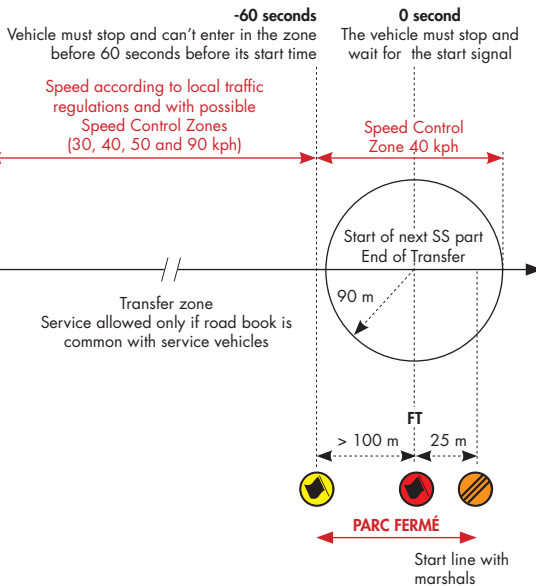 -60 seconds
Vehicle must stop and can’t enter in the zone
before 60 seconds before its start time
0 second
The vehicle must stop and
wait for the start signal
Speed according to local traffic
regulations and with possible
Speed Control Zones
(30, 40, 50 and 90 kph)
Speed Control
Zone 40 kph
Start of next SS part
End of Transfer
90 m
Transfer zone
Service allowed only if road book is
common with service vehicles
FT
> 100 m
25 m
PARC FERMÉ
Start line with
marshals